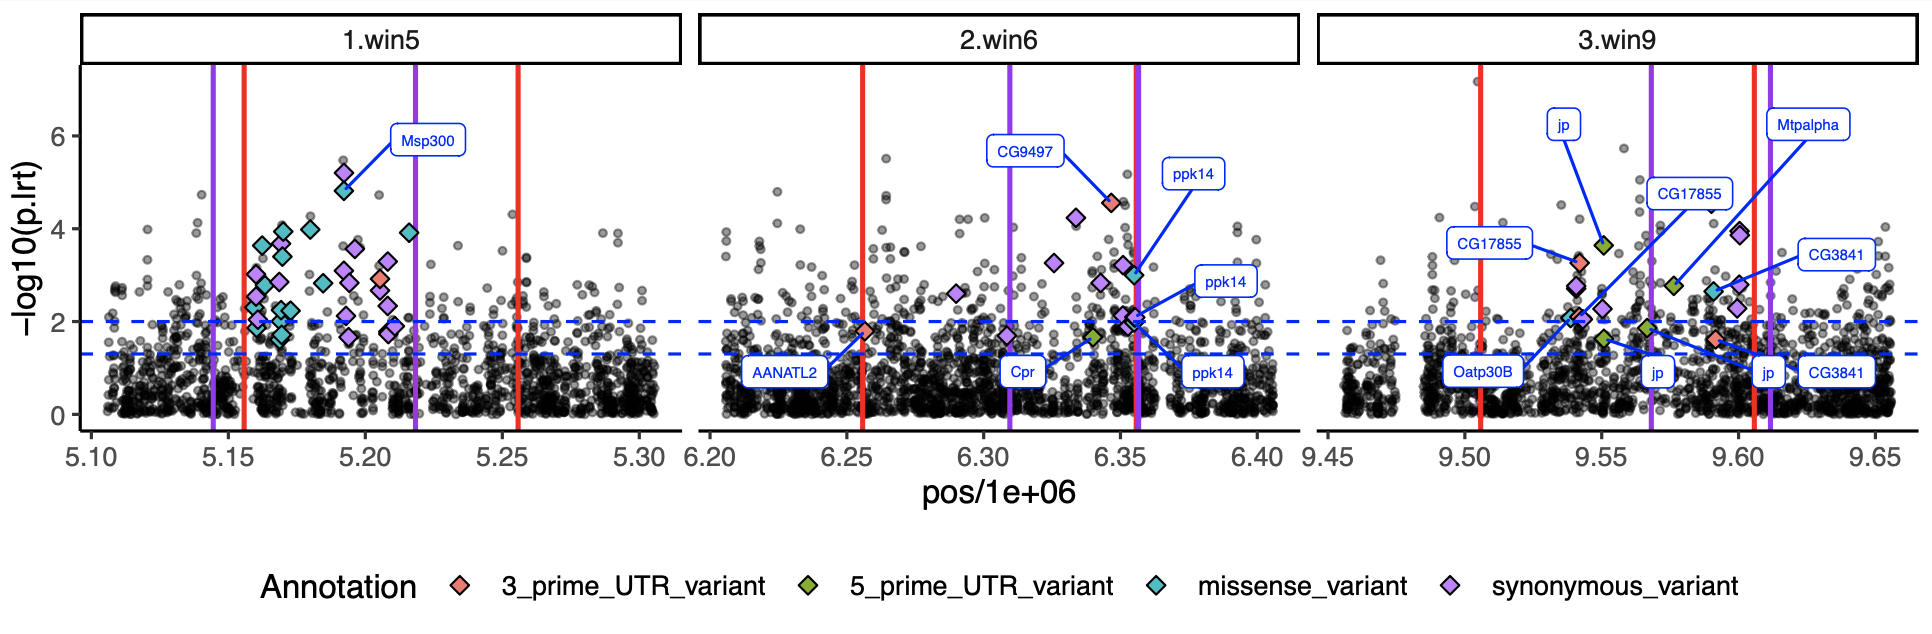 1.win5 2.win6 3.win9
−log10(p.lrt)
6
4
2
0
Msp300
CG9497
ppk14
ppk14
AANATL2
Cpr
ppk14
jp
Mtpalpha
CG17855
CG17855
CG3841
Oatp30B
jp
jp
CG3841
5.10 5.15 5.20 5.25 5.30 6.20 6.25 6.30 6.35 6.40 9.45 9.50 9.55 9.60 9.65
pos/1e+06
Annotation 3_prime_UTR_variant 5_prime_UTR_variant missense_variant synonymous_variant